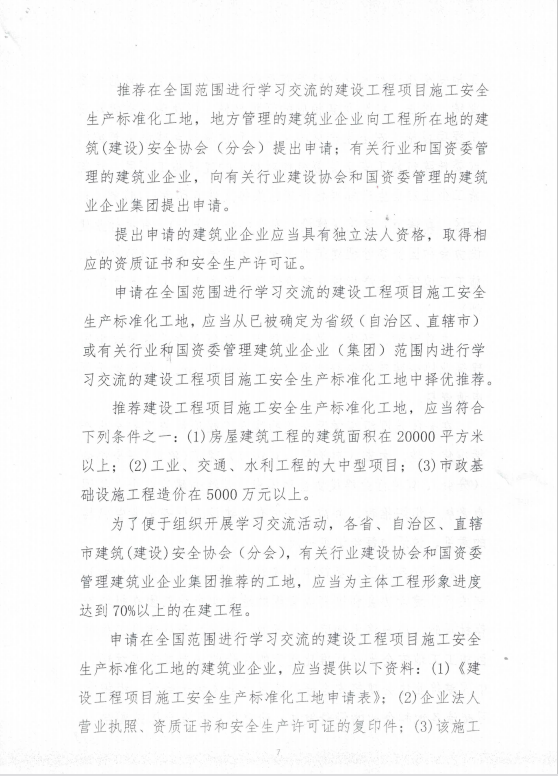 推荐在全国范围进行学习交流的建设工程项目施工安全
生产标准化工地，地方管理的建筑业企业向工程所在地的建
筑(建设)安全协会（分会）提出申请；有关行业和国资委管
理的建筑业企业，向有关行业建设协会和国资委管理的建筑
业企业集团提出申请。
提出申请的建筑业企业应当具有独立法人资格，取得相
应的资质证书和安全生产许可证。
申请在全国范围进行学习交流的建设工程项目施工安全
生产标准化工地，应当从已被确定为省级（自治区、直辖市）
或有关行业和国资委管理建筑业企业（集团）范围内进行学
习交流的建设工程项目施工安全生产标准化工地中择优推荐。
推荐建设工程项目施工安全生产标准化工地，应当符合
下列条件之一：(1)房屋建筑工程的建筑面积在 20000 平方米
以上；(2)工业、交通、水利工程的大中型项目；(3)市政基
础设施工程造价在 5000 万元以上。
为了便于组织开展学习交流活动，各省、自治区、直辖
市建筑(建设)安全协会（分会），有关行业建设协会和国资委
管理建筑业企业集团推荐的工地，应当为主体工程形象进度
达到 70%以上的在建工程。
申请在全国范围进行学习交流的建设工程项目施工安全
生产标准化工地的建筑业企业，应当提供以下资料：(1)《建
设工程项目施工安全生产标准化工地申请表》；(2)企业法人
营业执照、资质证书和安全生产许可证的复印件；(3)该施工
7